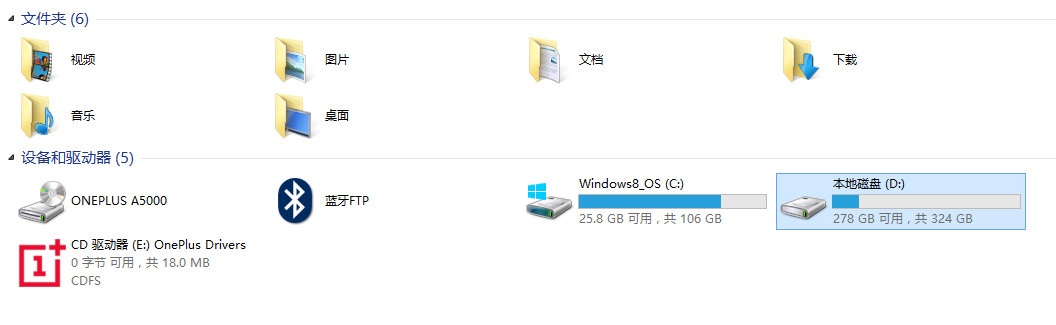 文件夹 (6)
视频
图片
文档
下载
音乐
桌面
设备和驱动器 (5)
ONEPLUS A5000
蓝牙FTP
Windows8_OS (C:)
25.8 GB 可用，共 106 GB
本地磁盘 (D:)
278 GB 可用，共 324 GB
CD 驱动器 (E:) OnePlus Drivers
0 字节 可用，共 18.0 MB
CDFS